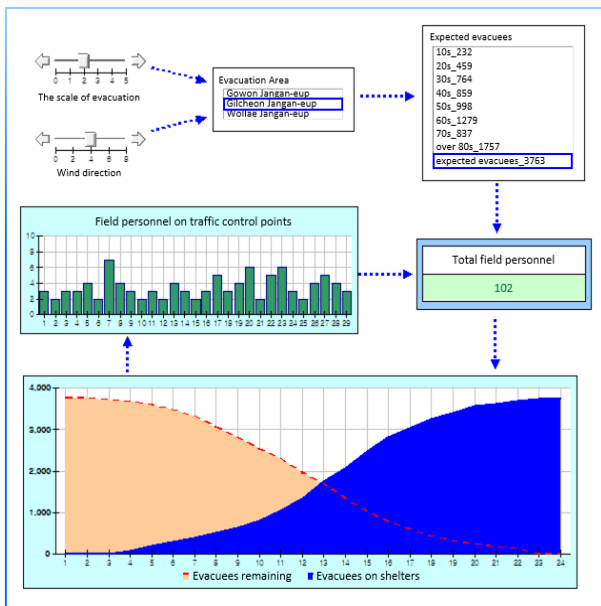 0 1 2 3 4 5
The scale of evacuation
0 2 4 6 9
Wind direction
Evacuation Area
Gowon Jangan-eup
Gilcheon Jangan-eup
Wollae Jangan-eup
Expected evacuees
10s_232
20s_459
30s_764
40s_859
50s_998
60s_1279
70s_837
over 80s_1757
expected evacuees_3763
Field personnel on traffic control points
10
8
6
4
2
0
1 2 3 4 5 6 7 8 9 10 11 12 13 14 15 16 17 18 19 20 21 22 23 24 25 26 27 28 29
Total field personnel
102
4,000
3,000
2,000
1,000
0
1 2 3 4 5 6 7 8 9 10 11 12 13 14 15 16 17 18 19 20 21 22 23 24
Evacuees remaining Evacuees on shelters